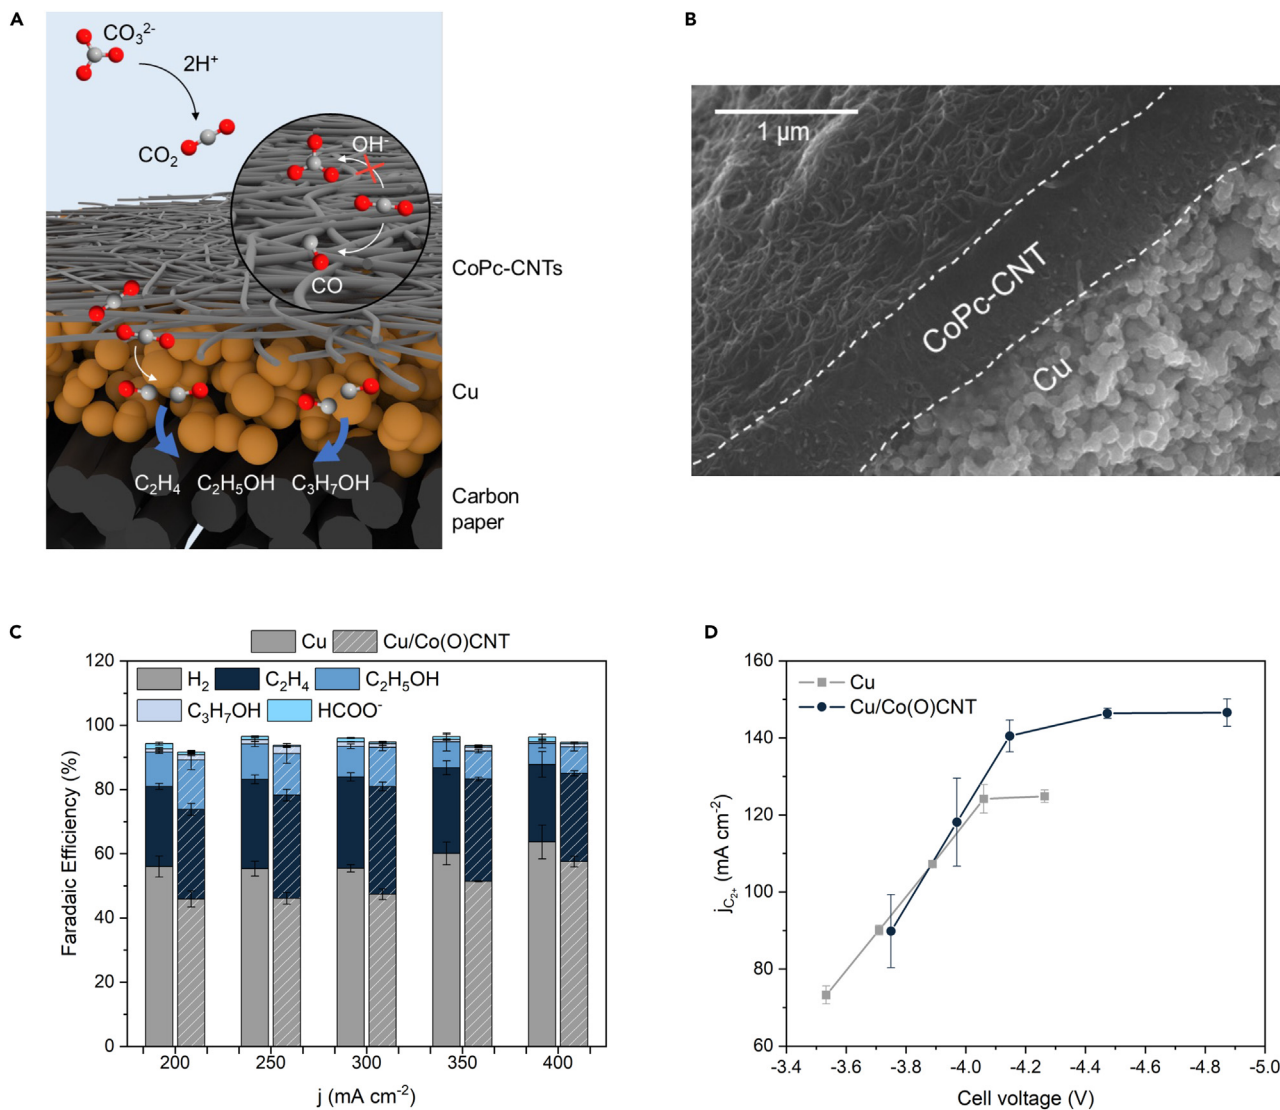 A
CO₃²⁻
2H⁺
CO₂
OH⁻
CO
CoPc-CNTs
Cu
C₂H₄ C₂H₅OH C₃H₇OH
Carbon
paper
B
1 μm
CoPc-CNT
Cu
C
Cu Cu/Co(O)CNT
H₂ C₂H₄ C₂H₅OH
C₃H₇OH HCOO⁻
Faradaic Efficiency (%)
120
100
80
60
40
20
0
200 250 300 350 400
j (mA cm⁻²)
D
Cu
Cu/Co(O)CNT
j_C₂₊ (mA cm⁻²)
160
140
120
100
80
60
-3.4 -3.6 -3.8 -4.0 -4.2 -4.4 -4.6 -4.8 -5.0
Cell voltage (V)